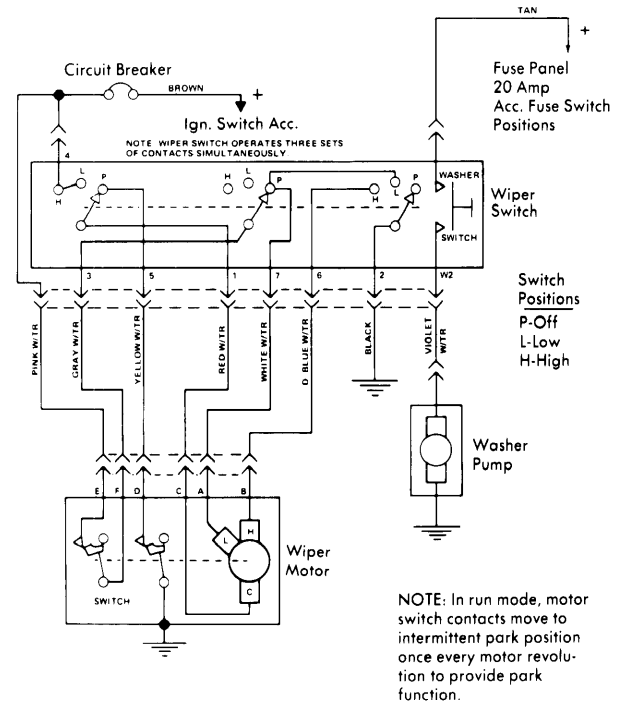 TAN
+
Fuse Panel
20 Amp
Acc. Fuse Switch
Positions
Circuit Breaker
BROWN
+
Ign. Switch Acc.
NOTE WIPER SWITCH OPERATES THREE SETS
OF CONTACTS SIMULTANEOUSLY
4
L
P
H
H
L
P
H
L
P
WASHER
SWITCH
Wiper
Switch
3
5
1
7
6
2
W2
Switch
Positions
P-Off
L-Low
H-High
PINK W/TR
GRAY W/TR
YELLOW W/TR
RED W/TR
WHITE W/TR
D BLUE W/TR
BLACK
VIOLET
W/TR
Washer
Pump
E
F
D
C
A
B
L
H
C
SWITCH
Wiper
Motor
NOTE: In run mode, motor
switch contacts move to
intermittent park position
once every motor revolu-
tion to provide park
function.